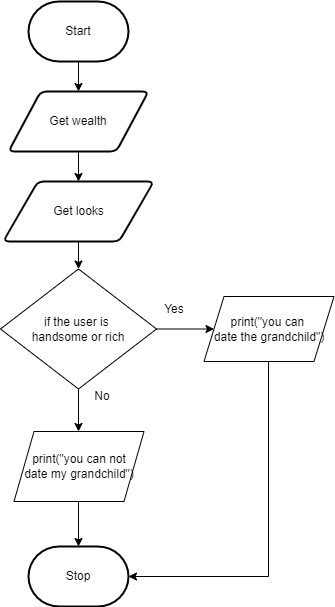 Start
Get wealth
Get looks
if the user is
handsome or rich
Yes
print("you can
date the grandchild")
No
print("you can not
date my grandchild")
Stop